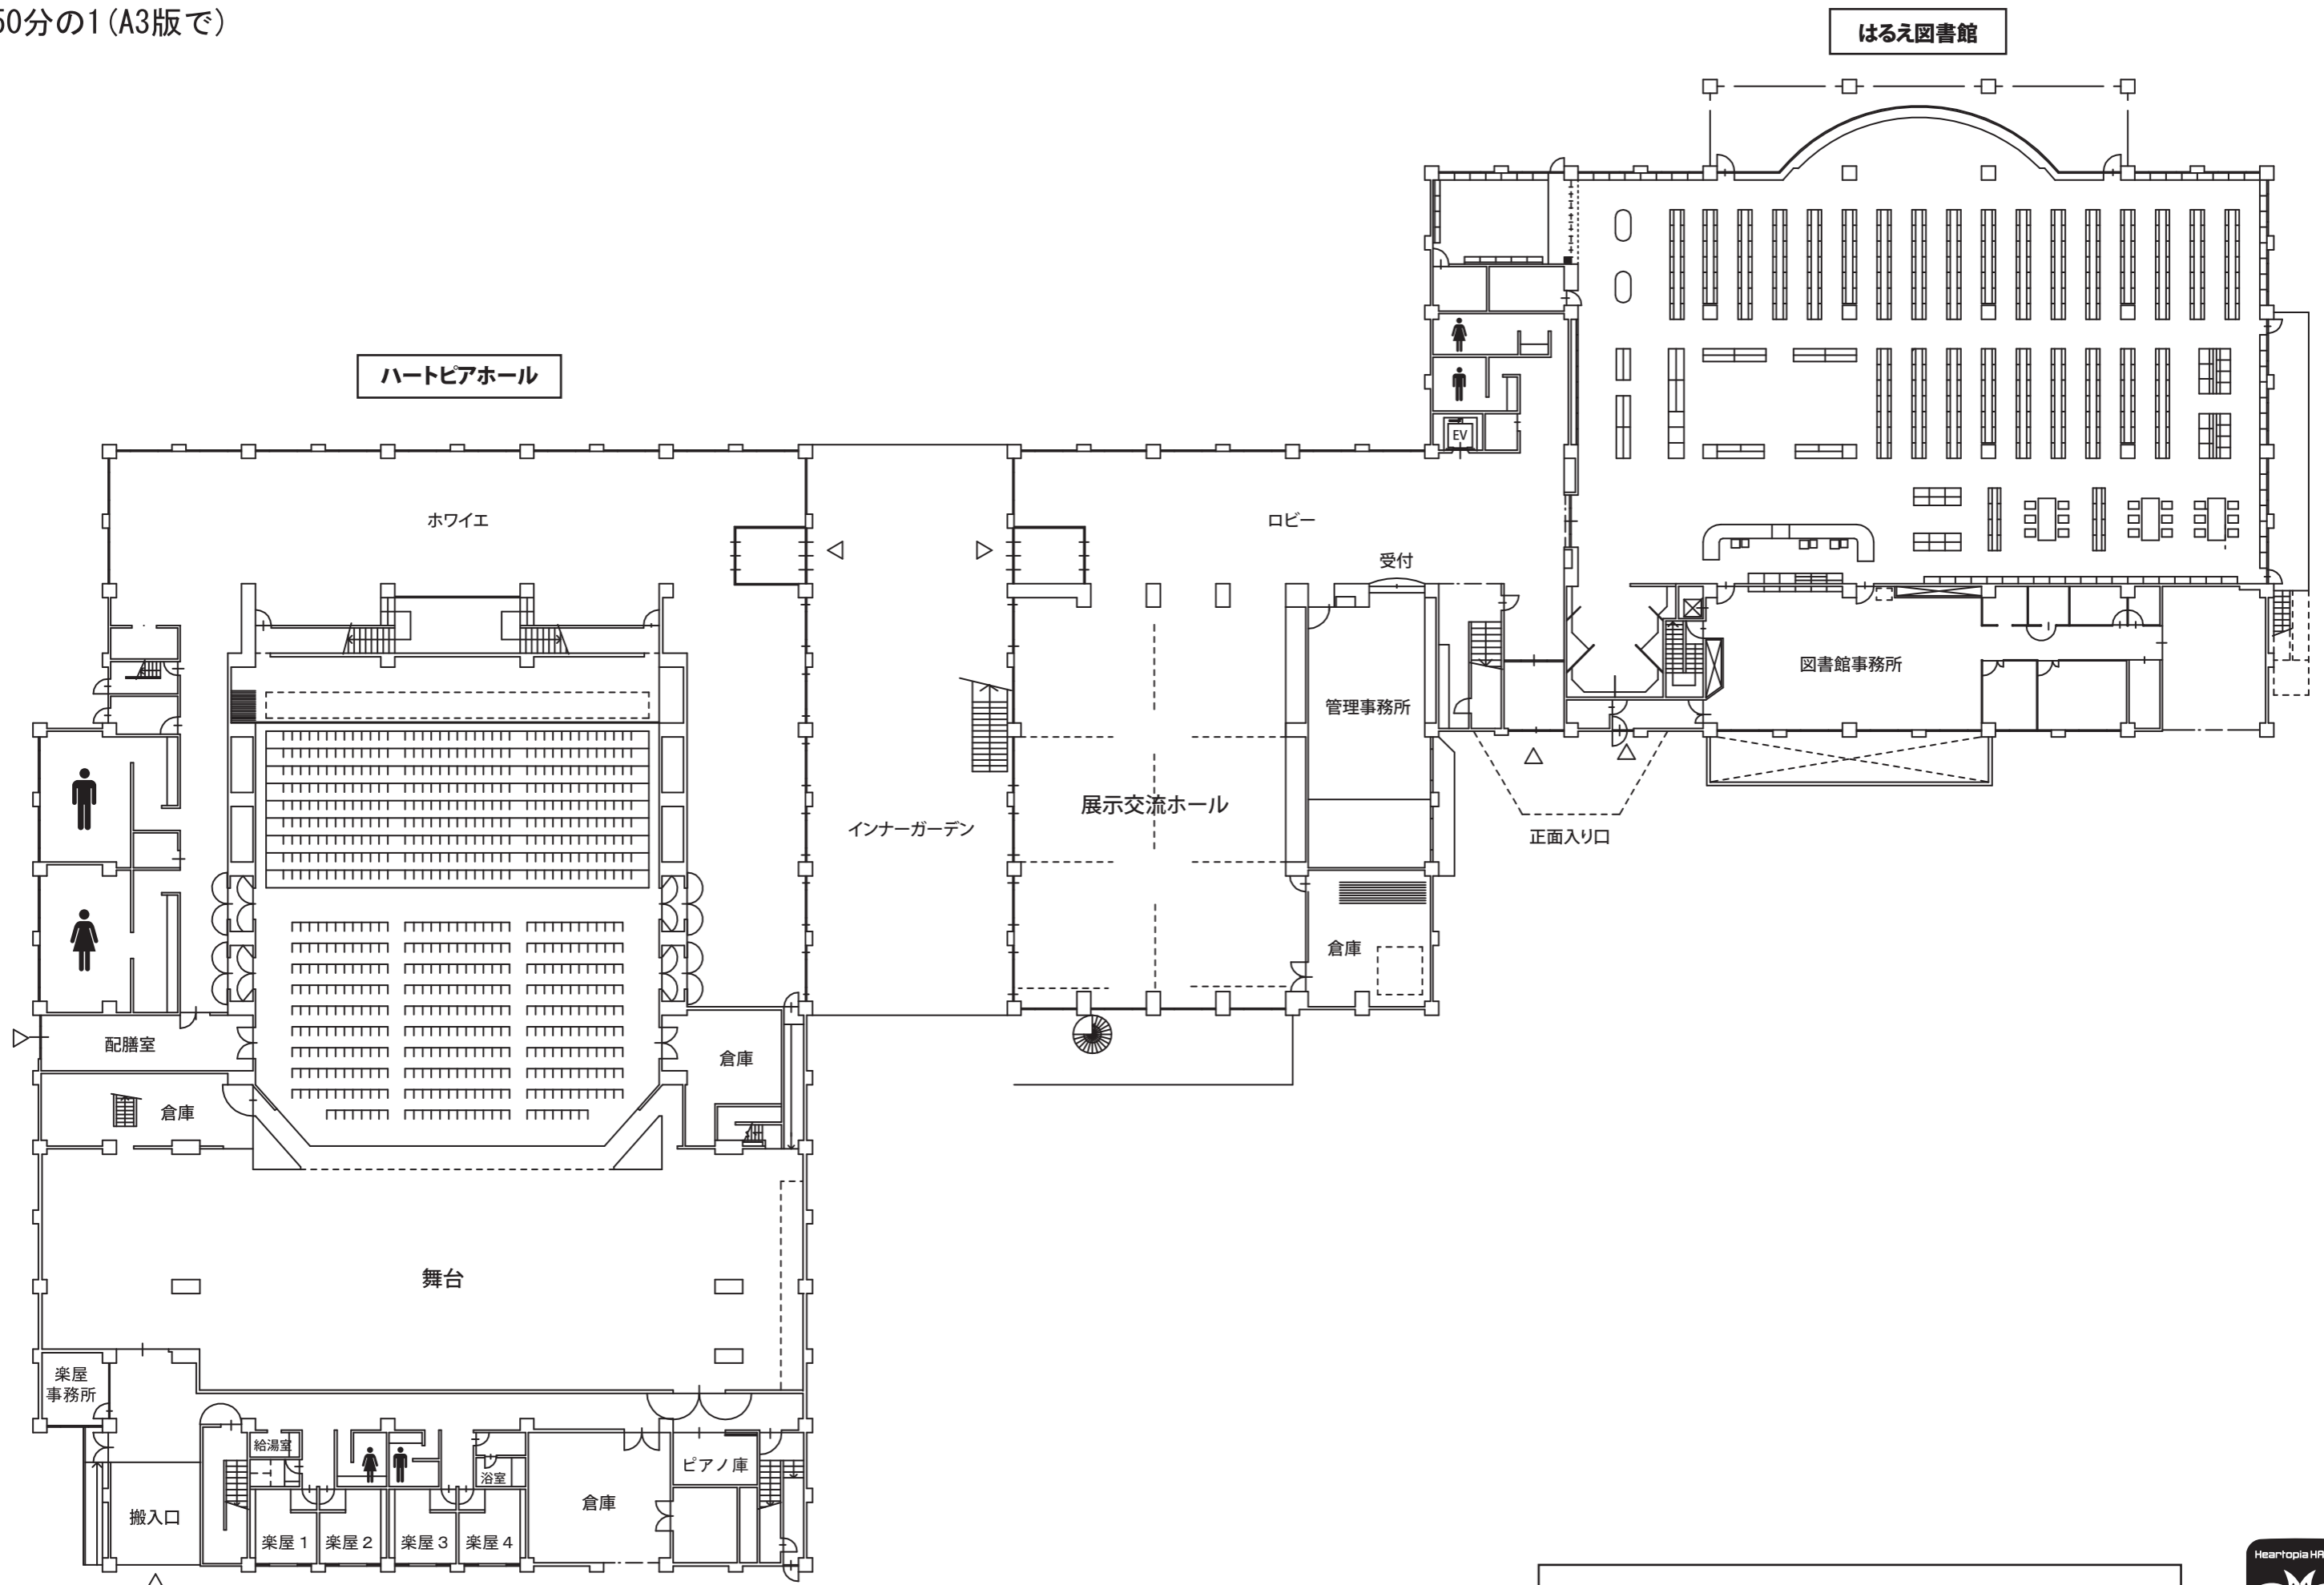 50分の1(A3版で)
はるえ図書館
ハートピアホール
EV
ホワイエ
ロビー
受付
図書館事務所
管理事務所
展示交流ホール
インナーガーデン
正面入り口
倉庫
配膳室
倉庫
倉庫
舞台
楽屋
事務所
給湯室
浴室
ピアノ庫
倉庫
搬入口
楽屋1
楽屋2
楽屋3
楽屋4
Heartopia